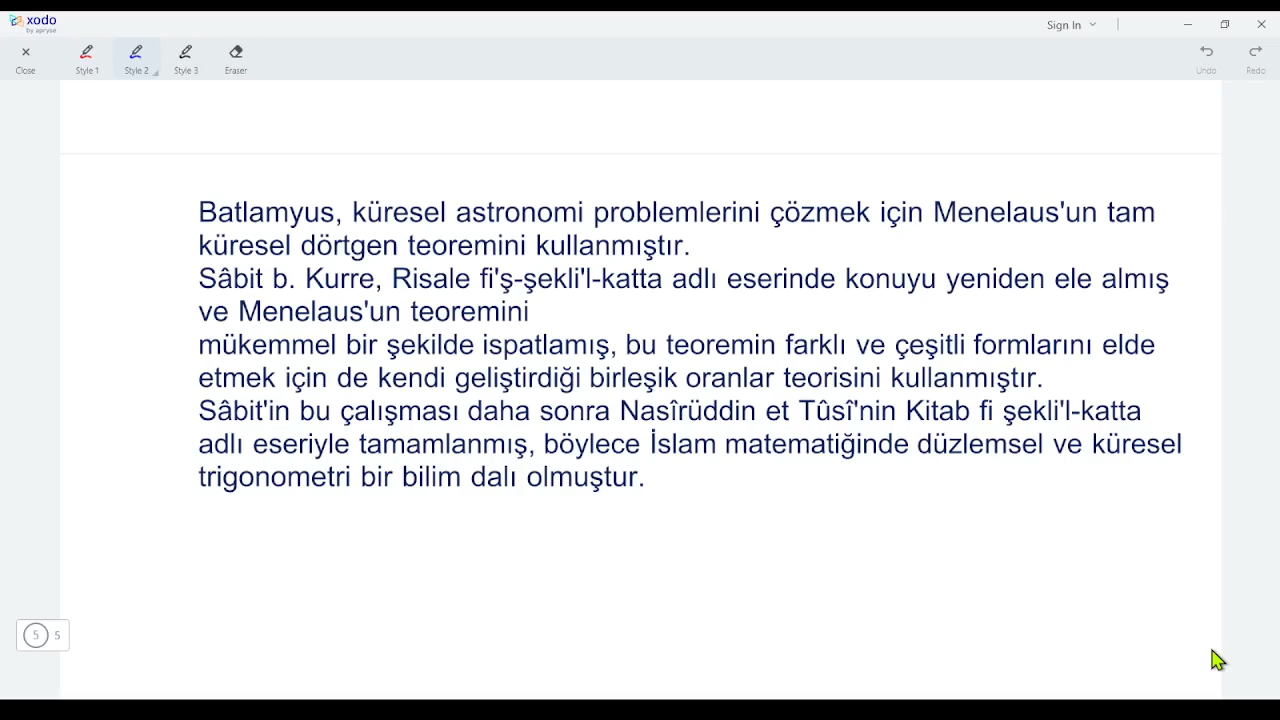 xodo
by apryse
Sign In
Close
Style 1
Style 2
Style 3
Eraser
Undo
Redo
Batlamyus, küresel astronomi problemlerini çözmek için Menelaus'un tam
küresel dörtgen teoremini kullanmıştır.
Sâbit b. Kurre, Risale fi'ş-şekli'l-katta adlı eserinde konuyu yeniden ele almış
ve Menelaus'un teoremini
mükemmel bir şekilde ispatlamış, bu teoremin farklı ve çeşitli formlarını elde
etmek için de kendi geliştirdiği birleşik oranlar teorisini kullanmıştır.
Sâbit'in bu çalışması daha sonra Nasîrüddin et Tûsî'nin Kitab fi şekli'l-katta
adlı eseriyle tamamlanmış, böylece İslam matematiğinde düzlemsel ve küresel
trigonometri bir bilim dalı olmuştur.
5 5